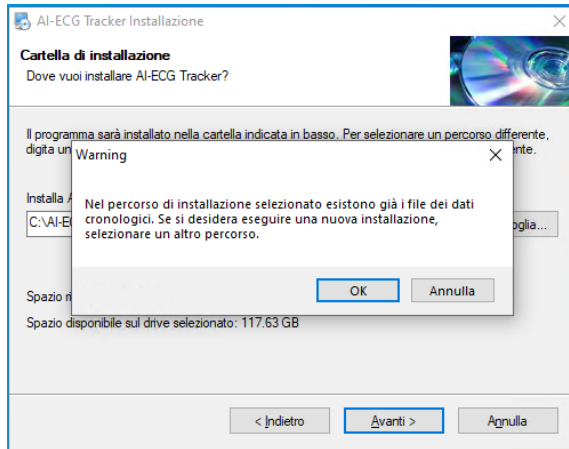 AI-ECG Tracker Installazione
Cartella di installazione
Dove vuoi installare AI-ECG Tracker?
Il programma sarà installato nella cartella indicata in basso. Per selezionare un percorso differente,
digita un
Warning
Nel percorso di installazione selezionato esistono già i file dei dati
cronologici. Se si desidera eseguire una nuova installazione,
selezionare un altro percorso.
OK
Annulla
Installa
C:\AI-E
Spazio
Spazio disponibile sul drive selezionato: 117.63 GB
< Indietro
Avanti >
Annulla